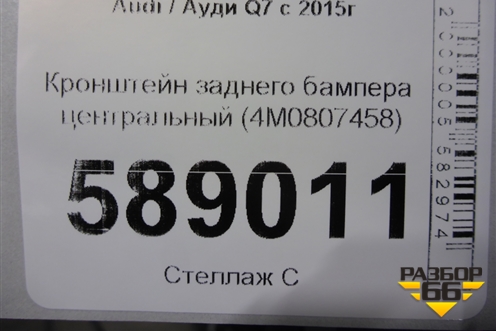 Audi / Ауди Q7 с 2015г
Кронштейн заднего бампера
центральный (4M0807458)
589011
Стеллаж С
РАЗБОР
66